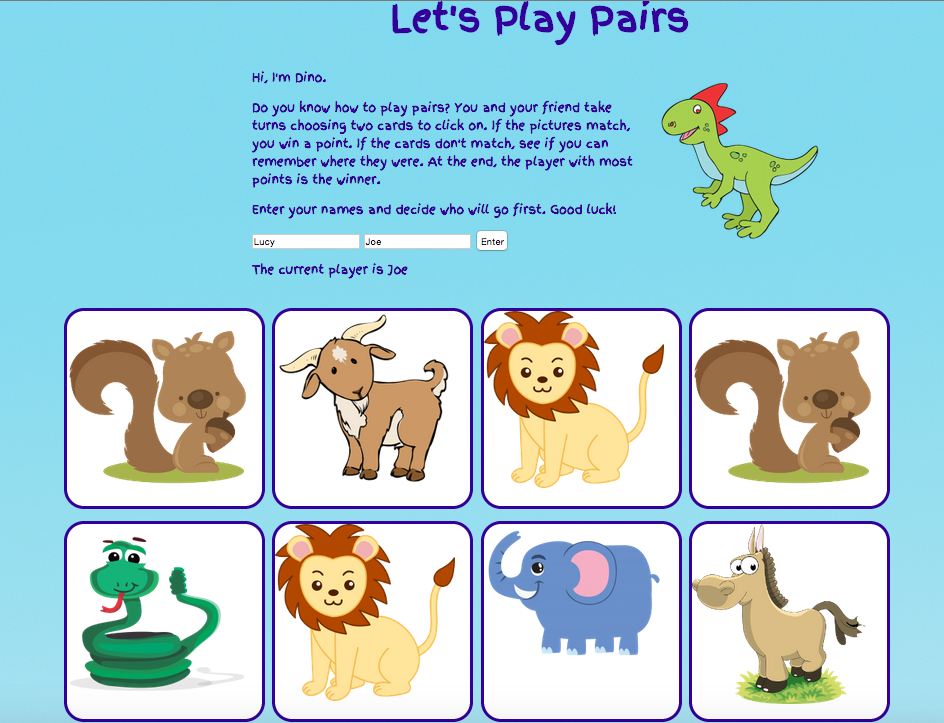 Let's Play Pairs
Hi, I'm Dino.
Do you know how to play pairs? You and your friend take
turns choosing two cards to click on. If the pictures match,
you win a point. If the cards don't match, see if you can
remember where they were. At the end, the player with most
points is the winner.
Enter your names and decide who will go first. Good luck!
Lucy Joe Enter
The current player is Joe